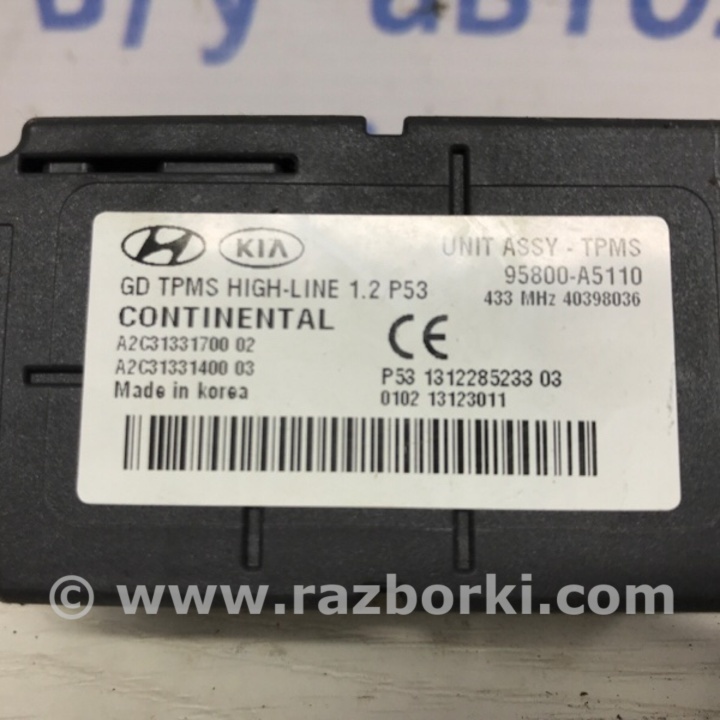 KIA
UNIT ASSY - TPMS
GD TPMS HIGH-LINE 1.2 P53
95800-A5110
433 MHz 40398036
CONTINENTAL
CE
A2C31331700 02
A2C31331400 03
Made in korea
P53 1312285233 03
0102 13123011
© www.razborki.com